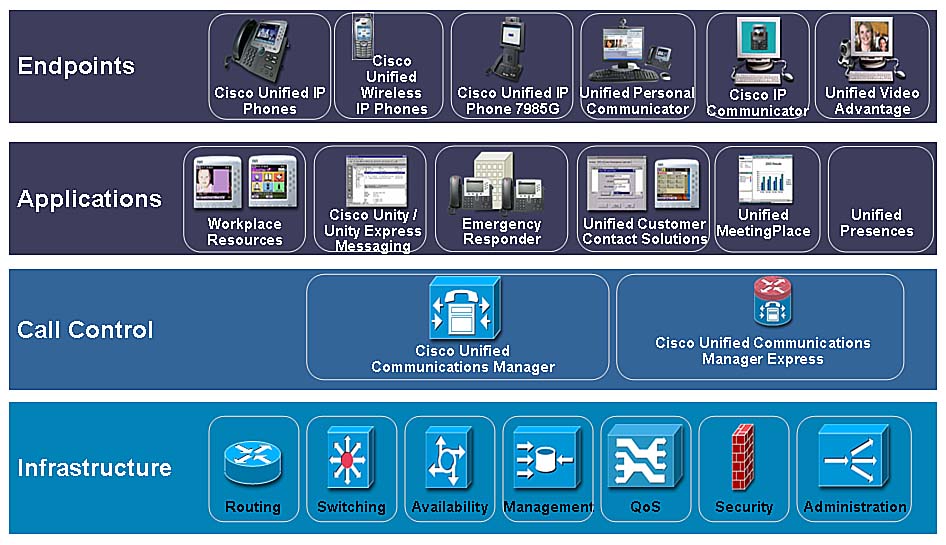 Endpoints
Cisco Unified IP
Phones
Cisco
Unified
Wireless
IP Phones
Cisco Unified IP
Phone 7985G
Unified Personal
Communicator
Cisco IP
Communicator
Unified Video
Advantage
Applications
Workplace
Resources
Cisco Unity /
Unity Express
Messaging
Emergency
Responder
Unified Customer
Contact Solutions
Unified
MeetingPlace
Unified
Presences
Call Control
Cisco Unified
Communications Manager
Cisco Unified Communications
Manager Express
Infrastructure
Routing
Switching
Availability
Management
QoS
Security
Administration